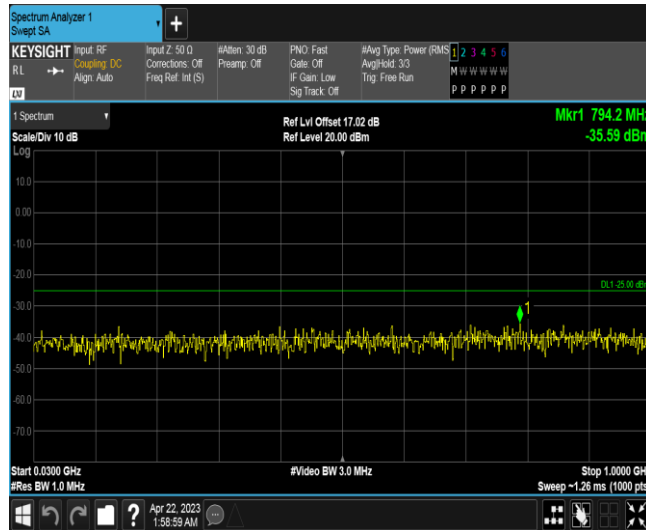 Spectrum Analyzer 1
Swept SA
KEYSIGHT
RL
LXI
Input: RF
Coupling: DC
Align: Auto
Input Z: 50 Ω
Corrections: Off
Freq Ref: Int (S)
#Atten: 30 dB
Preamp: Off
PNO: Fast
Gate: Off
IF Gain: Low
Sig Track: Off
#Avg Type: Power (RMS
Avg|Hold: 3/3
Trig: Free Run
1 2 3 4 5 6
M W W W W W
P P P P P P
1 Spectrum
Scale/Div 10 dB
Log
Ref Lvl Offset 17.02 dB
Ref Level 20.00 dBm
Mkr1 794.2 MHz
-35.59 dBm
10.0
0.00
-10.0
-20.0
DL1 -25.00 dBm
-30.0
1
-40.0
-50.0
-60.0
-70.0
Start 0.0300 GHz
#Res BW 1.0 MHz
#Video BW 3.0 MHz
Stop 1.0000 GH
Sweep ~1.26 ms (1000 pts
Apr 22, 2023
1:58:59 AM